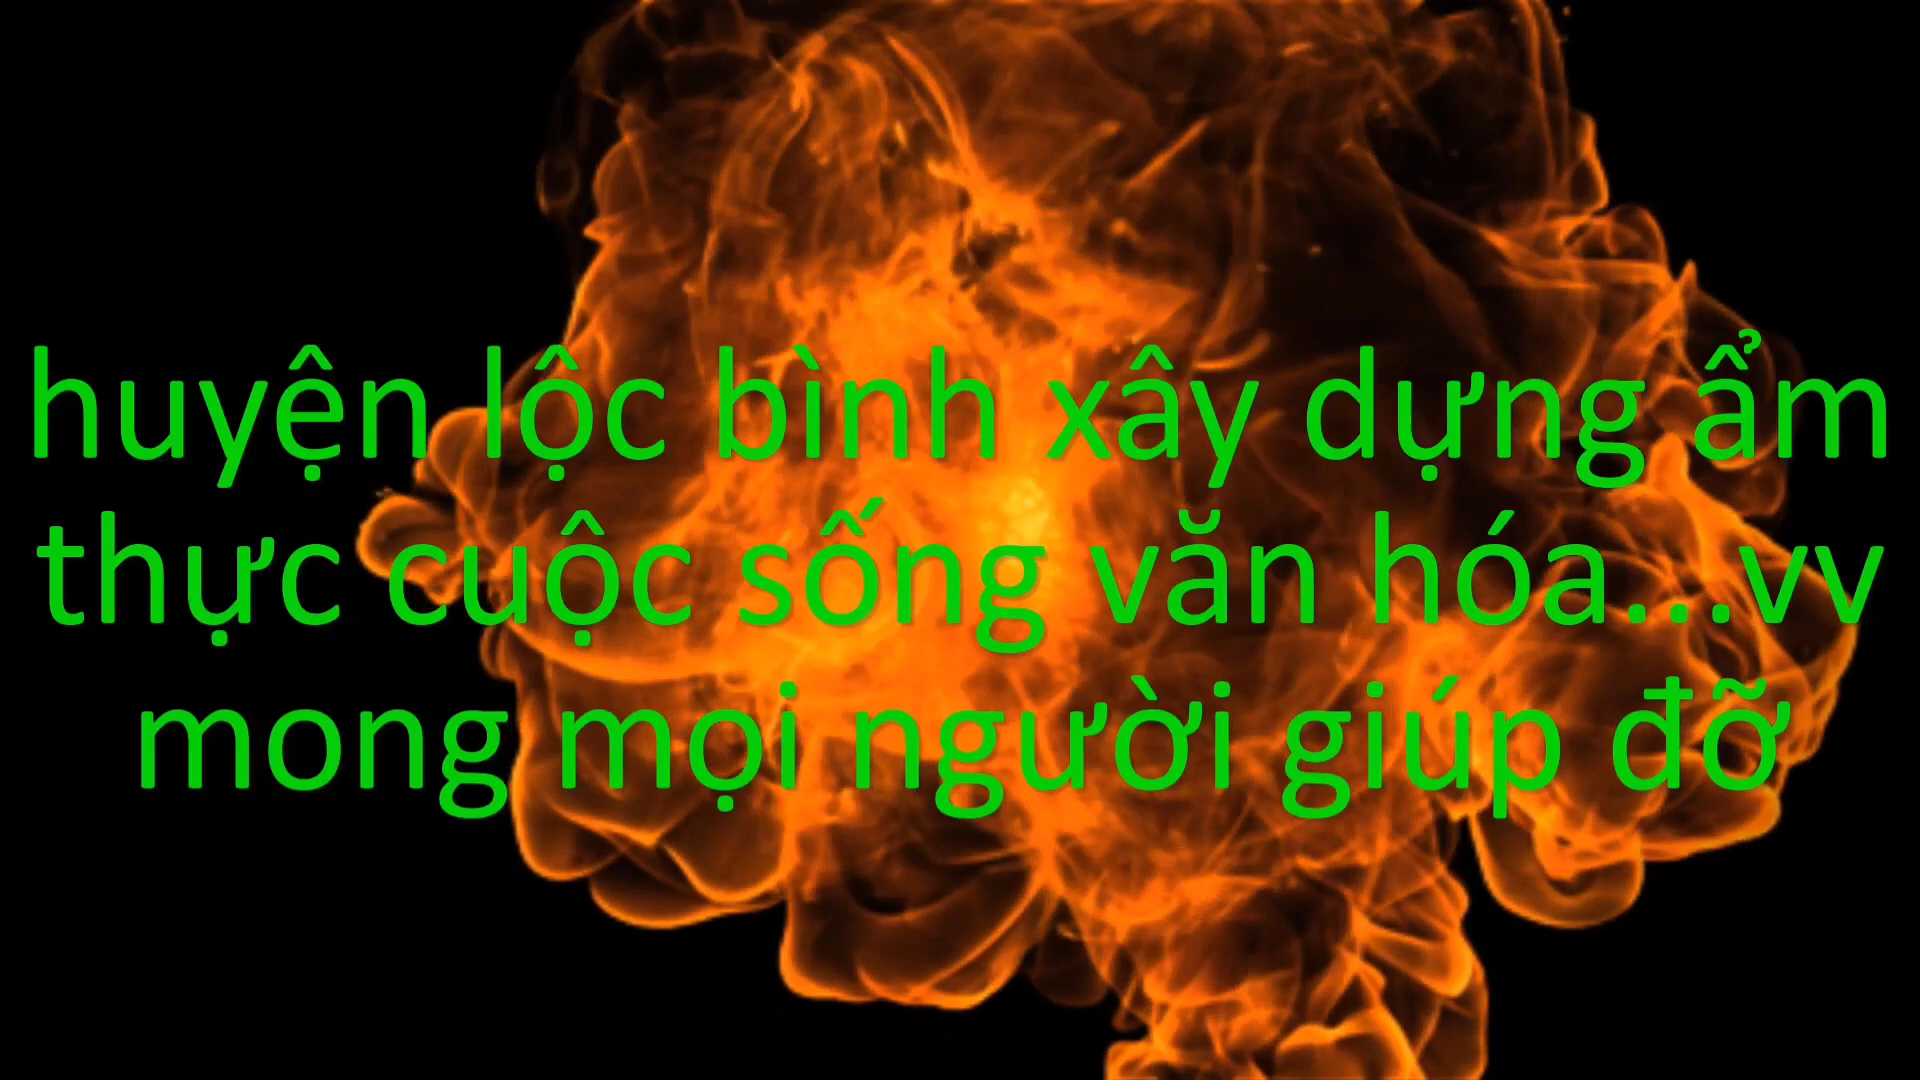 huyện lộc bình xây dựng ẩm
thực cuộc sống văn hóa...vv
mong mọi người giúp đỡ